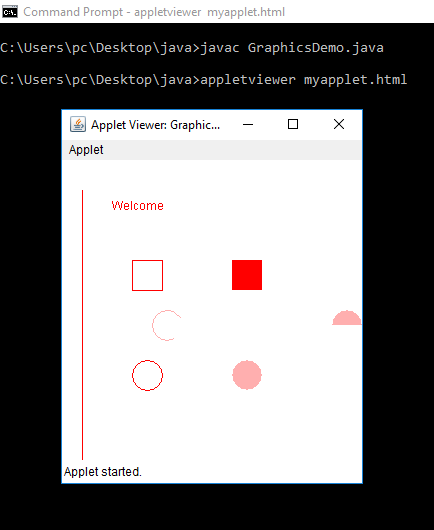 Command Prompt - appletviewer myapplet.html
C:\Users\pc\Desktop\java>javac GraphicsDemo.java
C:\Users\pc\Desktop\java>appletviewer myapplet.html
Applet Viewer: Graphic...
Applet
Welcome
Applet started.